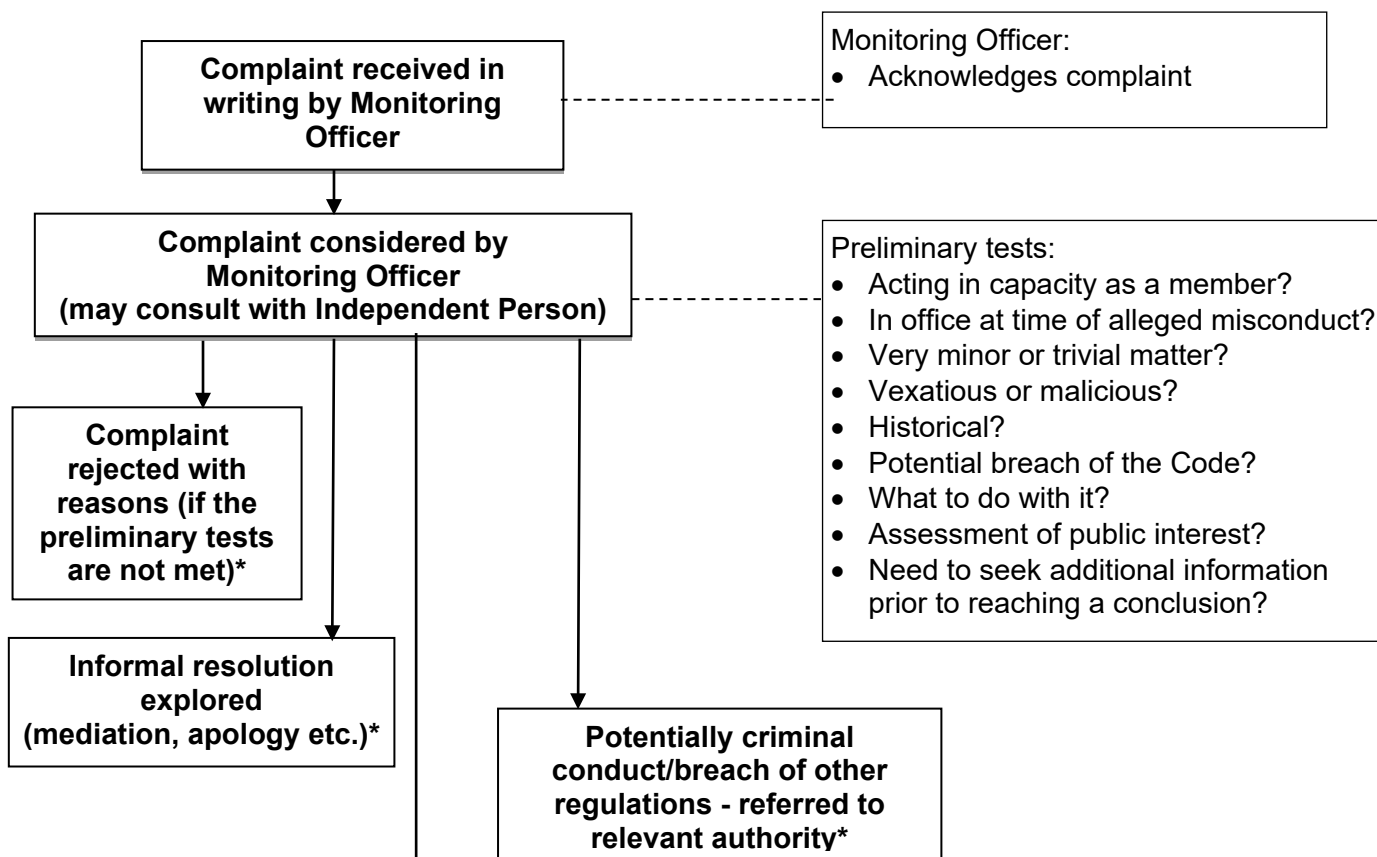 Complaint received in
writing by Monitoring
Officer
Monitoring Officer:
• Acknowledges complaint
Complaint considered by
Monitoring Officer
(may consult with Independent Person)
Preliminary tests:
• Acting in capacity as a member?
• In office at time of alleged misconduct?
• Very minor or trivial matter?
• Vexatious or malicious?
• Historical?
• Potential breach of the Code?
• What to do with it?
• Assessment of public interest?
• Need to seek additional information
prior to reaching a conclusion?
Complaint
rejected with
reasons (if the
preliminary tests
are not met)*
Informal resolution
explored
(mediation, apology etc.)*
Potentially criminal
conduct/breach of other
regulations - referred to
relevant authority*